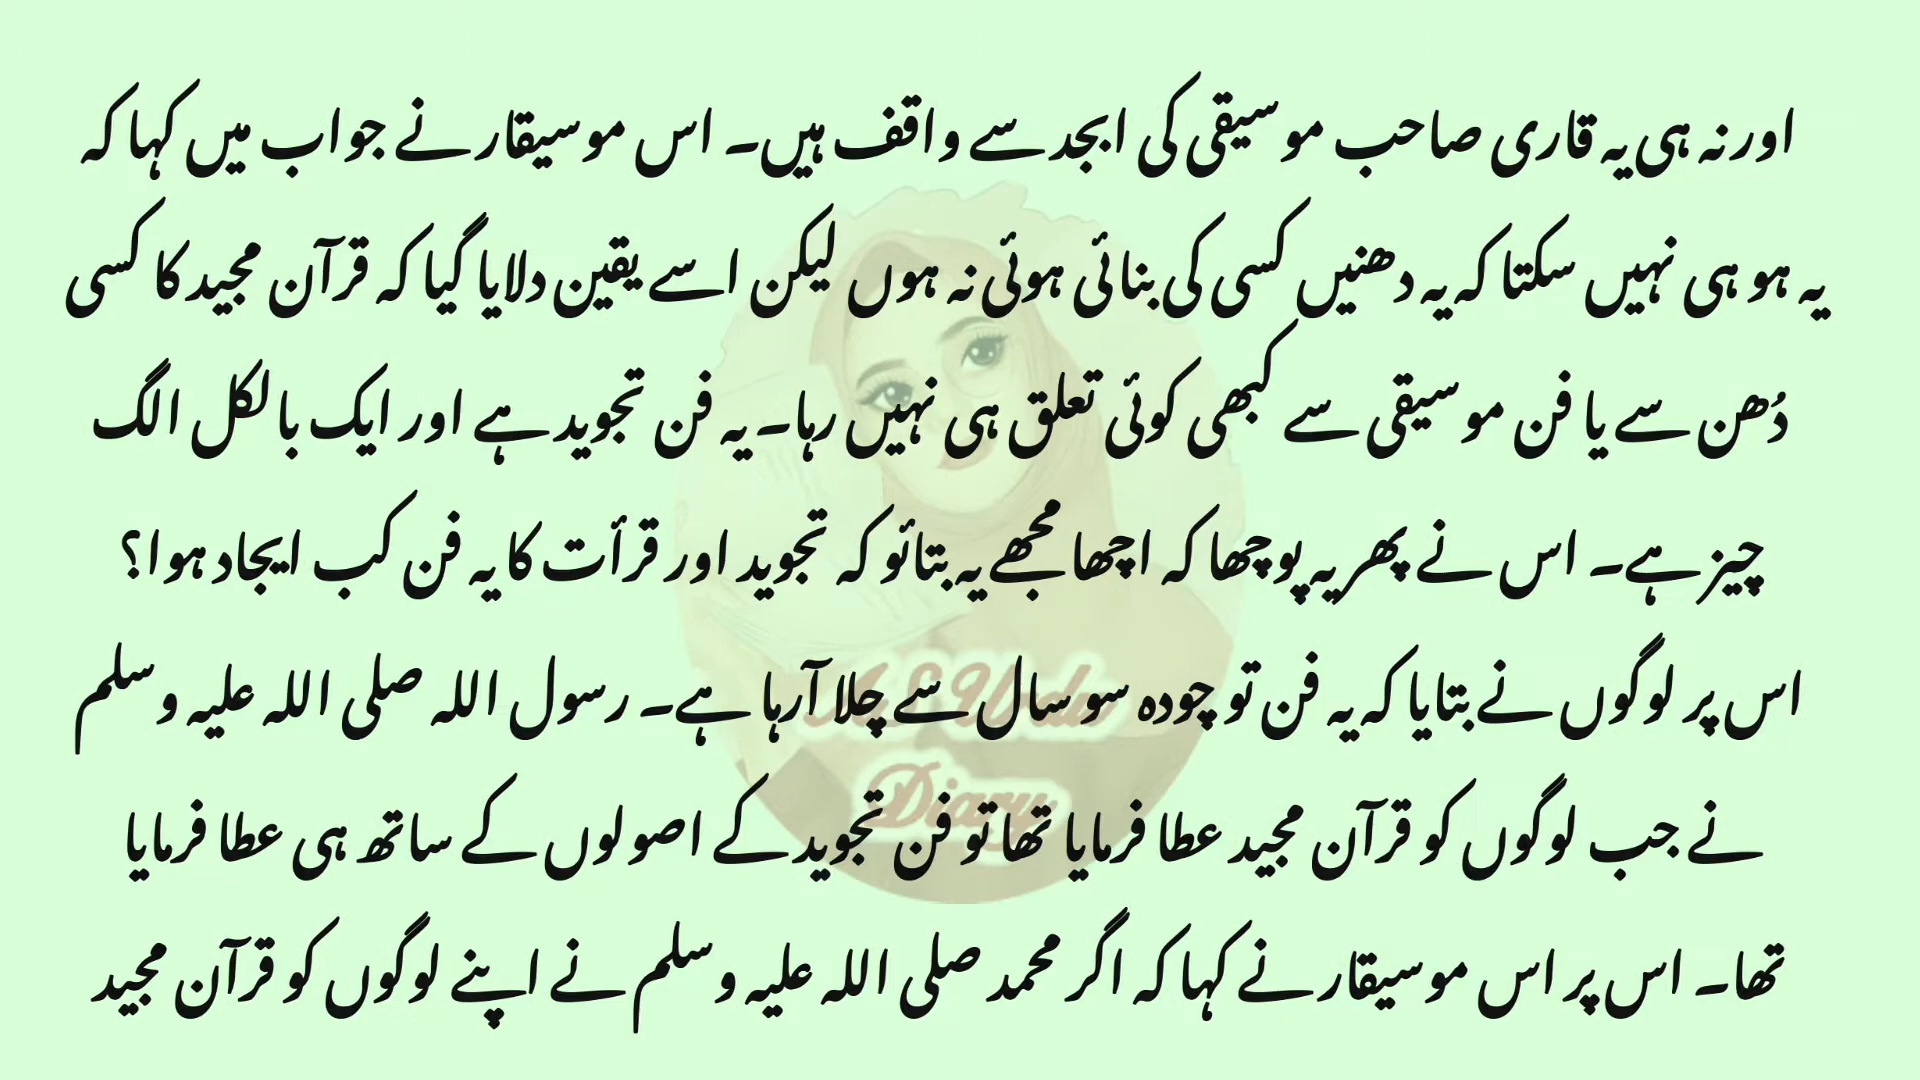 اور نہ ہی یہ قاری صاحب موسیقی کی ابجد سے واقف ہیں۔ اس موسیقار نے جواب میں کہا کہ
یہ ہو ہی نہیں سکتا کہ یہ دھنیں کسی کی بنائی ہوئی نہ ہوں لیکن اسے یقین دلایا گیا کہ قرآن مجید کا کسی
دُھن سے یا فن موسیقی سے کبھی کوئی تعلق ہی نہیں رہا۔ یہ فن تجوید ہے اور ایک بالکل الگ
چیز ہے۔ اس نے پھر یہ پوچھا کہ اچھا مجھے یہ بتائو کہ تجوید اور قرأت کا یہ فن کب ایجاد ہوا؟
اس پر لوگوں نے بتایا کہ یہ فن تو چودہ سو سال سے چلا آرہا ہے۔ رسول اللہ صلی اللہ علیہ وسلم
نے جب لوگوں کو قرآن مجید عطا فرمایا تھا تو فن تجوید کے اصولوں کے ساتھ ہی عطا فرمایا
تھا۔ اس پر اس موسیقار نے کہا کہ اگر محمد صلی اللہ علیہ وسلم نے اپنے لوگوں کو قرآن مجید
Urdu
Diary